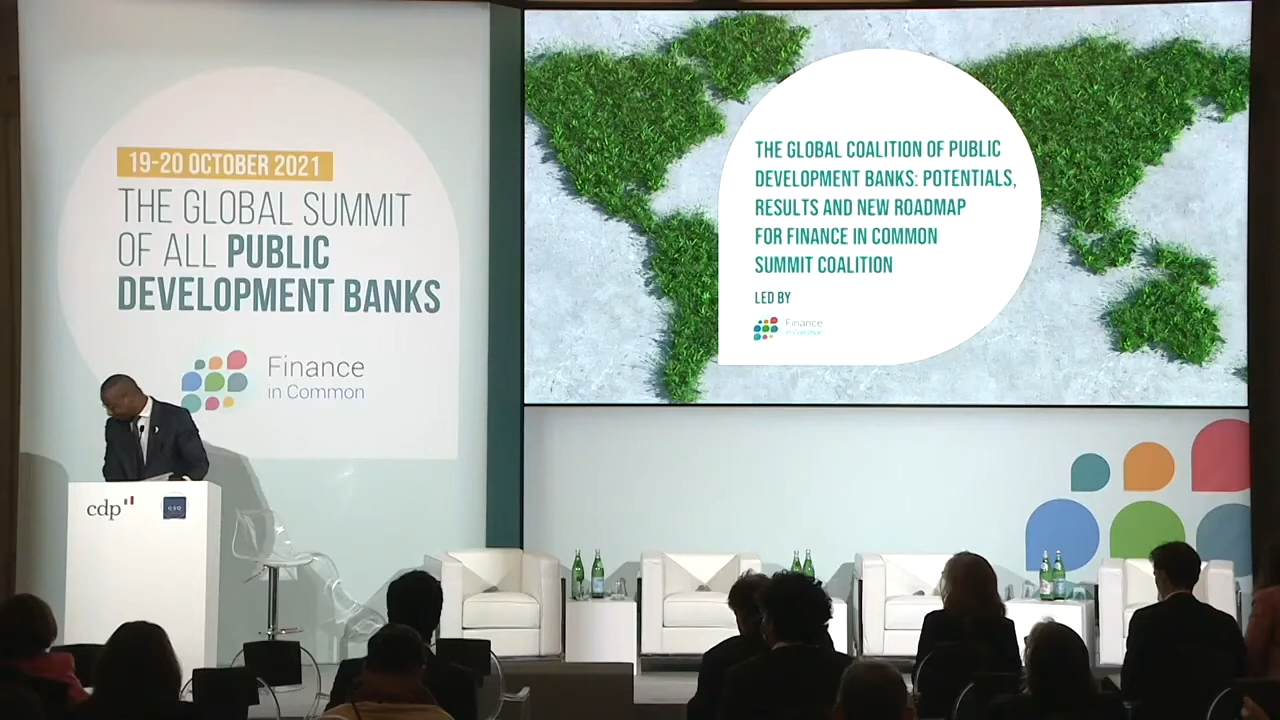 19-20 OCTOBER 2021
THE GLOBAL SUMMIT
OF ALL PUBLIC
DEVELOPMENT BANKS
Finance
in Common
cdp
THE GLOBAL COALITION OF PUBLIC
DEVELOPMENT BANKS: POTENTIALS,
RESULTS AND NEW ROADMAP
FOR FINANCE IN COMMON
SUMMIT COALITION
LED BY
Finance
in Common